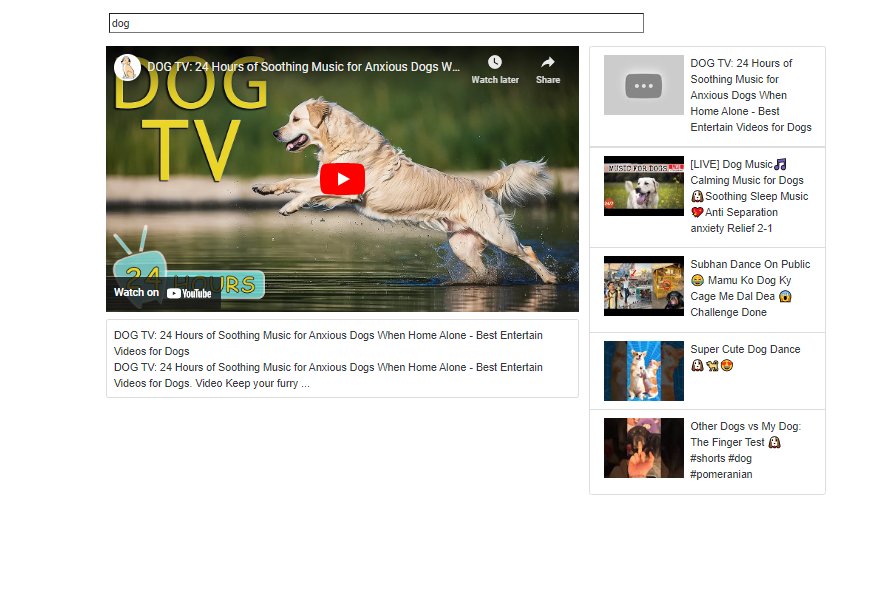 dog
DOG TV: 24 Hours of Soothing Music for Anxious Dogs W...
Watch later
Share
DOG
TV
24 HOURS
Watch on YouTube
DOG TV: 24 Hours of Soothing Music for Anxious Dogs When Home Alone - Best Entertain
Videos for Dogs
DOG TV: 24 Hours of Soothing Music for Anxious Dogs When Home Alone - Best Entertain
Videos for Dogs. Video Keep your furry ...
DOG TV: 24 Hours of
Soothing Music for
Anxious Dogs When
Home Alone - Best
Entertain Videos for Dogs
MUSIC FOR DOGS LIVE
24/7
[LIVE] Dog Music🎵
Calming Music for Dogs
🐶Soothing Sleep Music
💖Anti Separation
anxiety Relief 2-1
Subhan Dance On Public
😂 Mamu Ko Dog Ky
Cage Me Dal Dea 😱
Challenge Done
Super Cute Dog Dance
🐶🐕😍
Other Dogs vs My Dog:
The Finger Test 🐶
#shorts #dog
#pomeranian